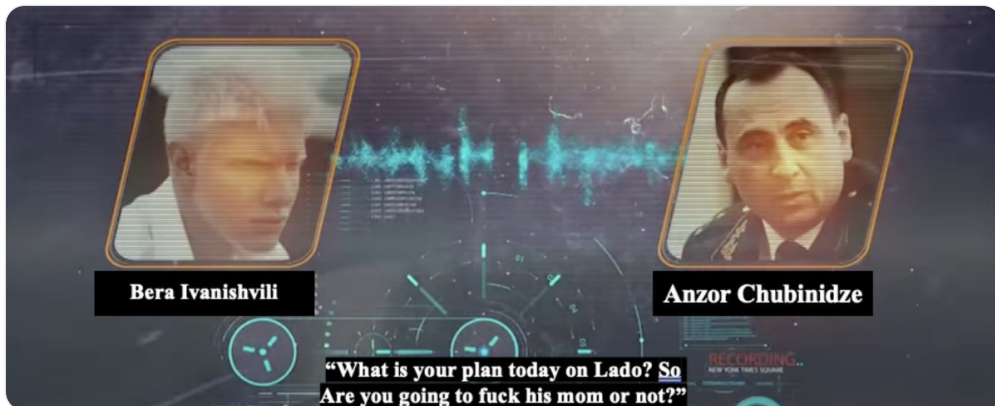 Bera Ivanishvili
Anzor Chubinidze
RECORDING..
NEW YORK TIMES SQUARE
“What is your plan today on Lado? So
Are you going to fuck his mom or not?”